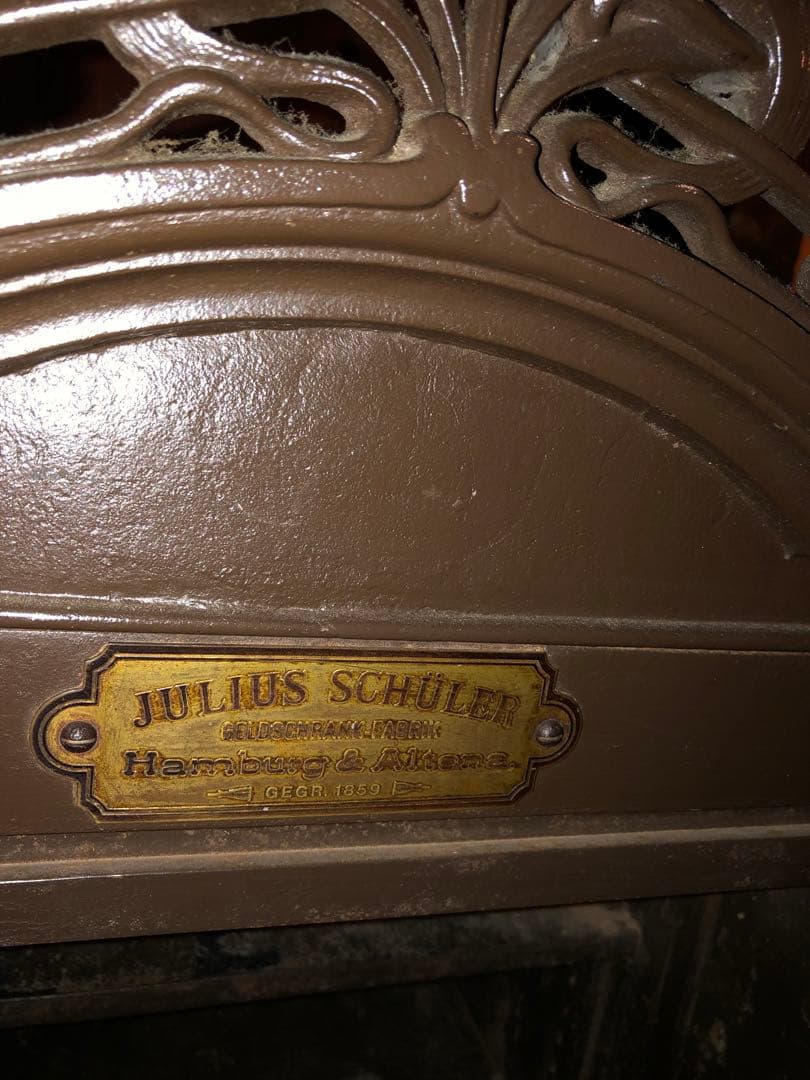 JULIUS SCHÜLER
GELDSCHRANK-FABRIK
Hamburg & Altona.
GEGR. 1859